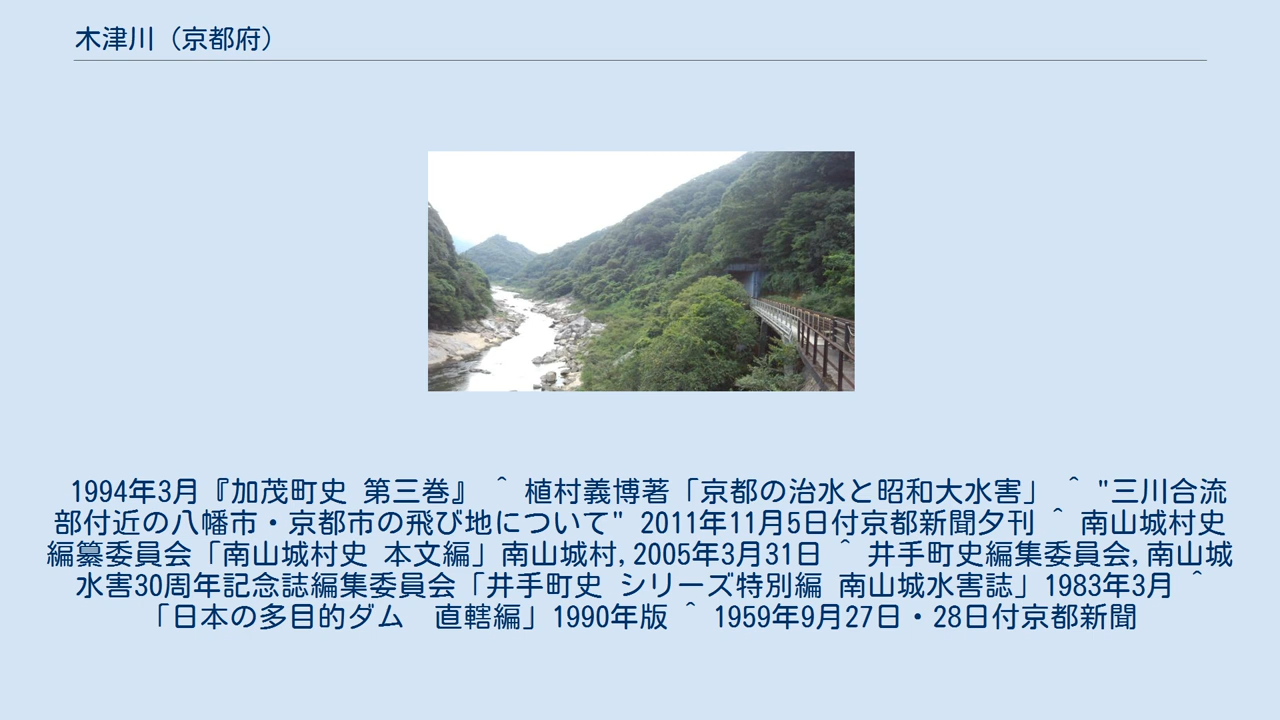 木津川（京都府）
1994年3月『加茂町史 第三巻』 ^ 植村義博著「京都の治水と昭和大水害」 ^ "三川合流
部付近の八幡市・京都市の飛び地について" 2011年11月5日付京都新聞夕刊 ^ 南山城村史
編纂委員会「南山城村史 本文編」南山城村,2005年3月31日 ^ 井手町史編集委員会,南山城
水害30周年記念誌編集委員会「井手町史 シリーズ特別編 南山城水害誌」1983年3月 ^
「日本の多目的ダム　直轄編」1990年版 ^ 1959年9月27日・28日付京都新聞